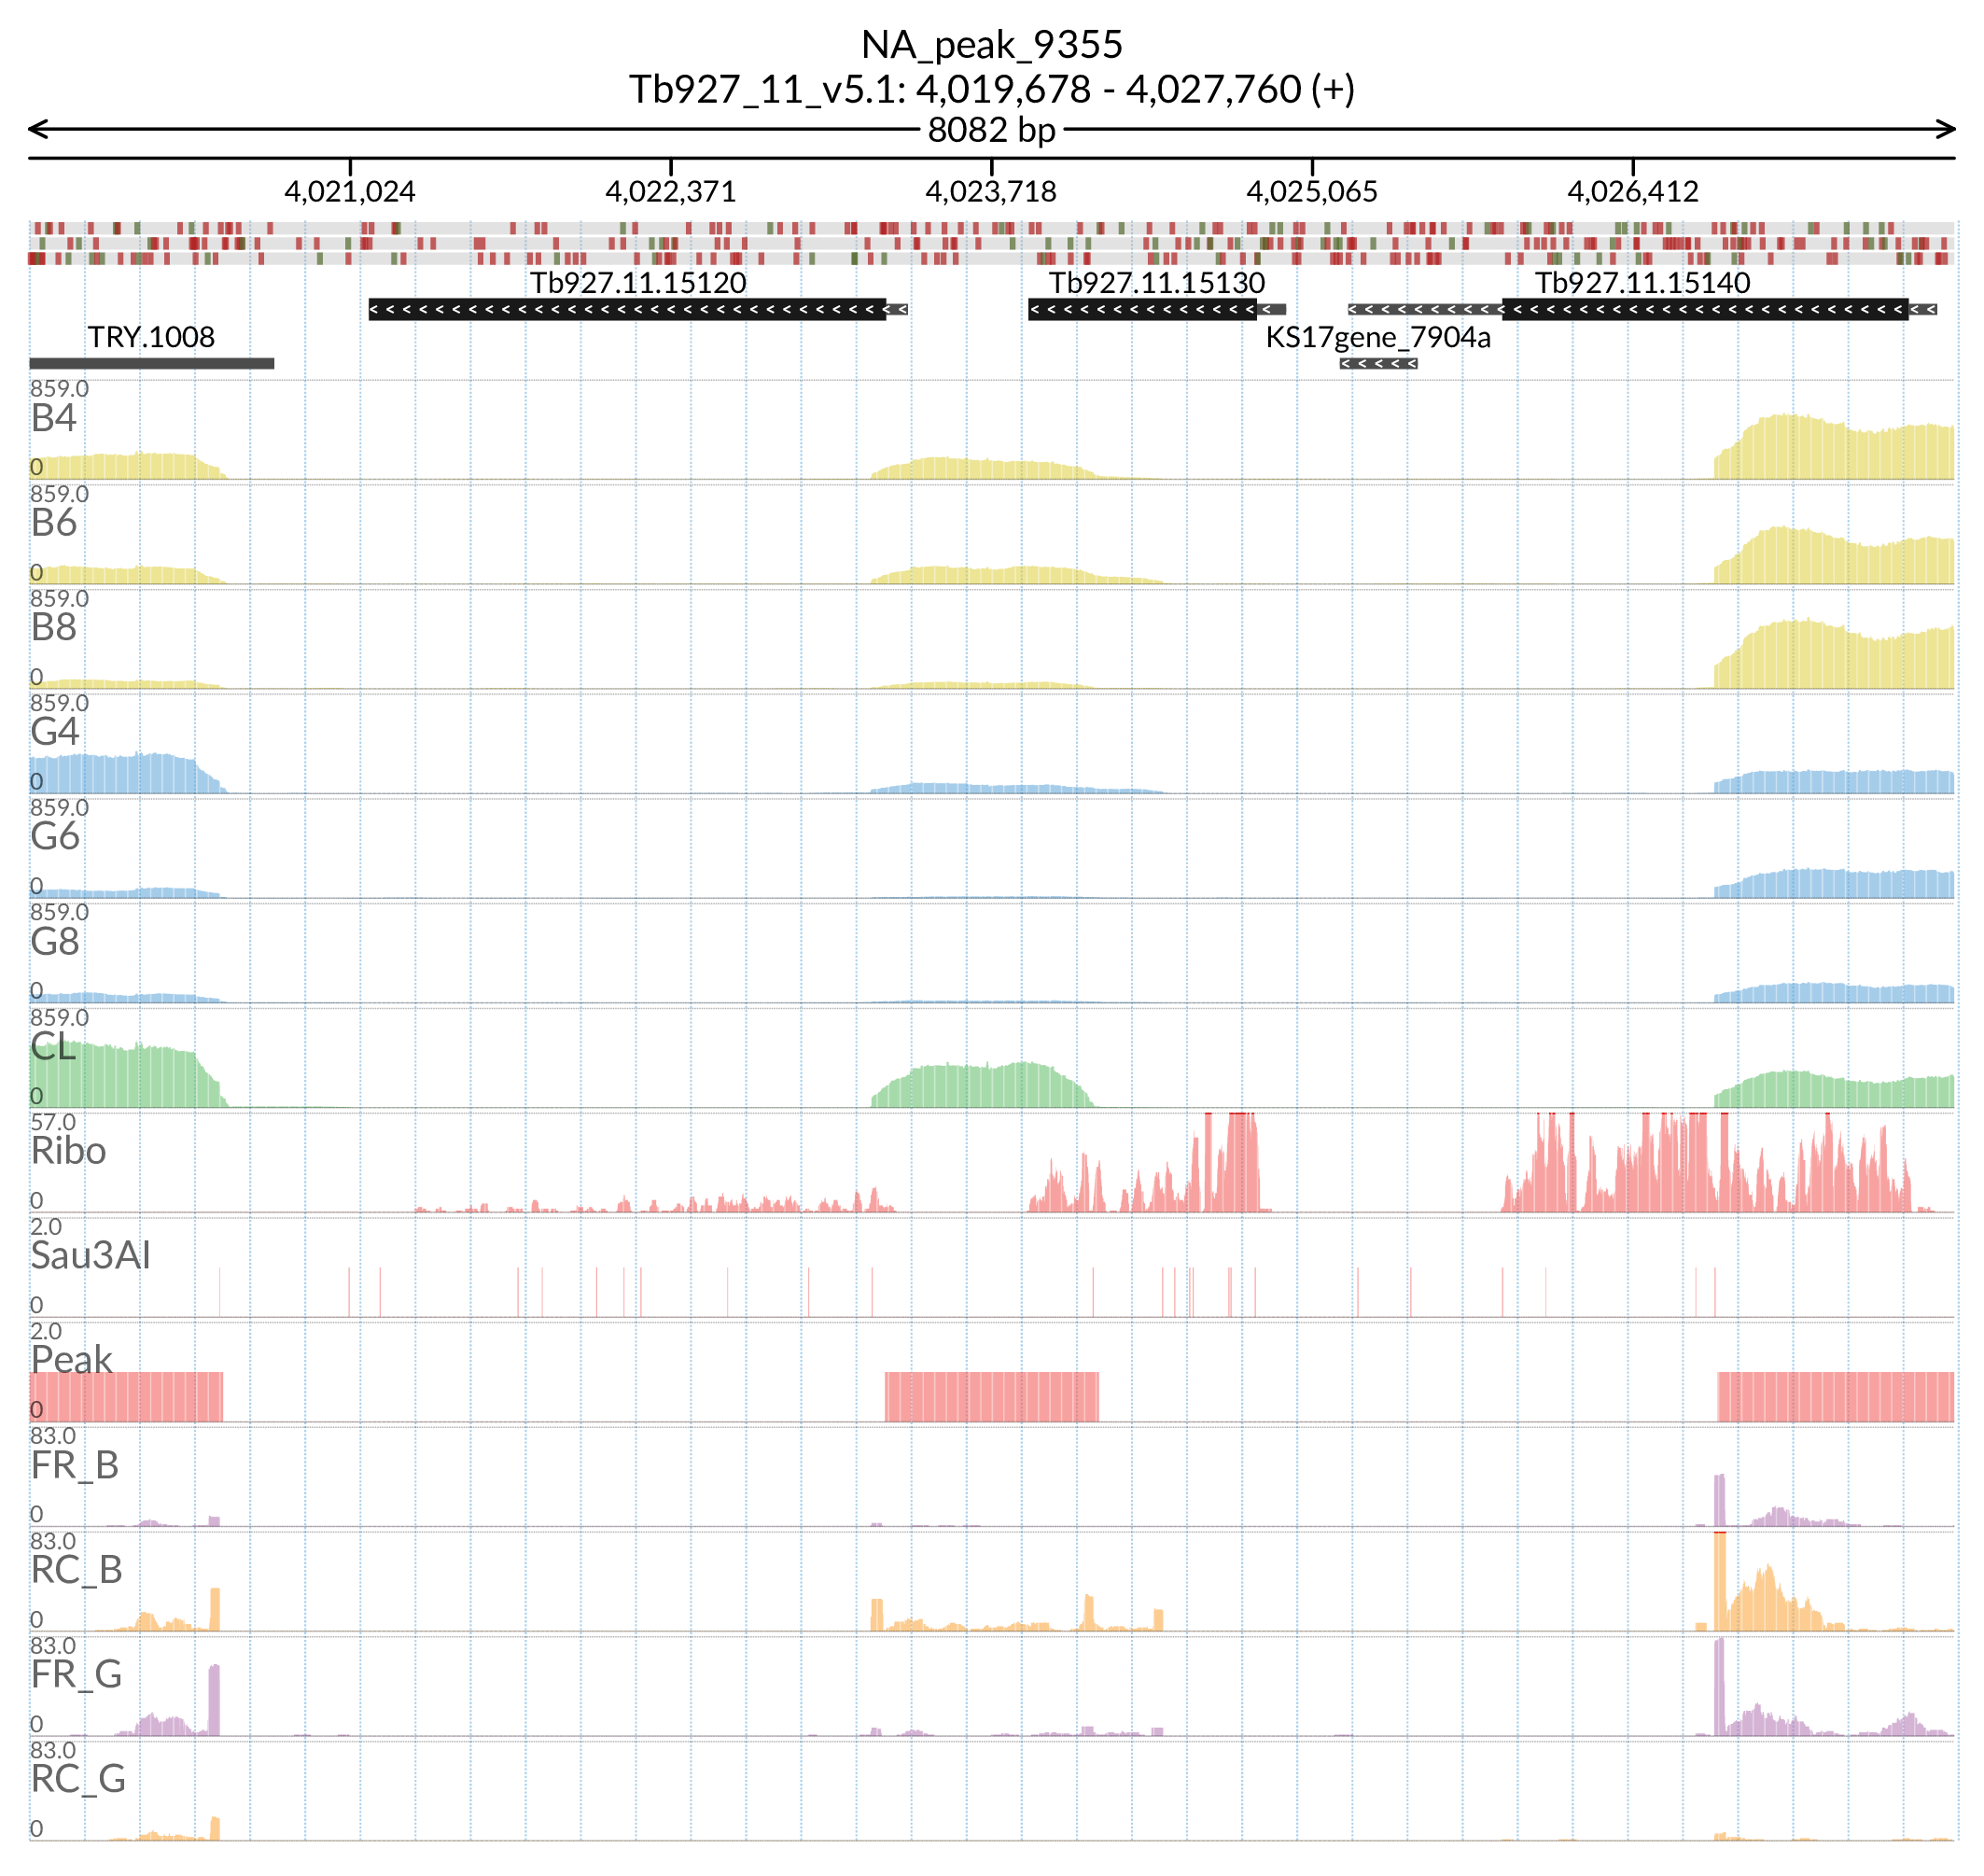 NA_peak_9355
Tb927_11_v5.1: 4,019,678 - 4,027,760 (+)
8082 bp
4,021,024 4,022,371 4,023,718 4,025,065 4,026,412
Tb927.11.15120 Tb927.11.15130 Tb927.11.15140
TRY.1008 KS17gene_7904a
859.0
B4
0
859.0
B6
0
859.0
B8
0
859.0
G4
0
859.0
G6
0
859.0
G8
0
859.0
CL
0
57.0
Ribo
0
2.0
Sau3AI
0
2.0
Peak
0
83.0
FR_B
0
83.0
RC_B
0
83.0
FR_G
0
83.0
RC_G
0